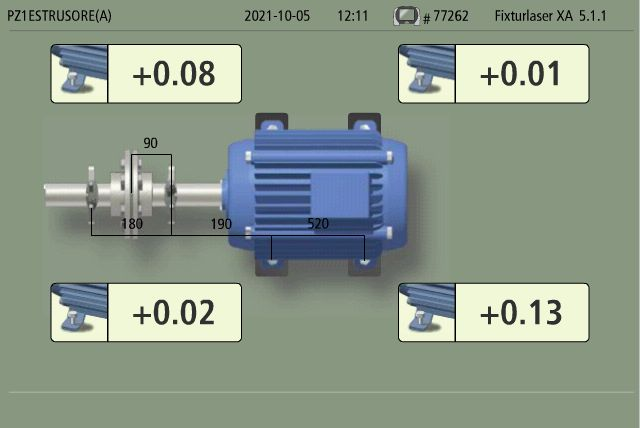 PZ1ESTRUSORE(A) 2021-10-05 12:11 # 77262 Fixturlaser XA 5.1.1
+0.08 +0.01
90
180 190 520
+0.02 +0.13